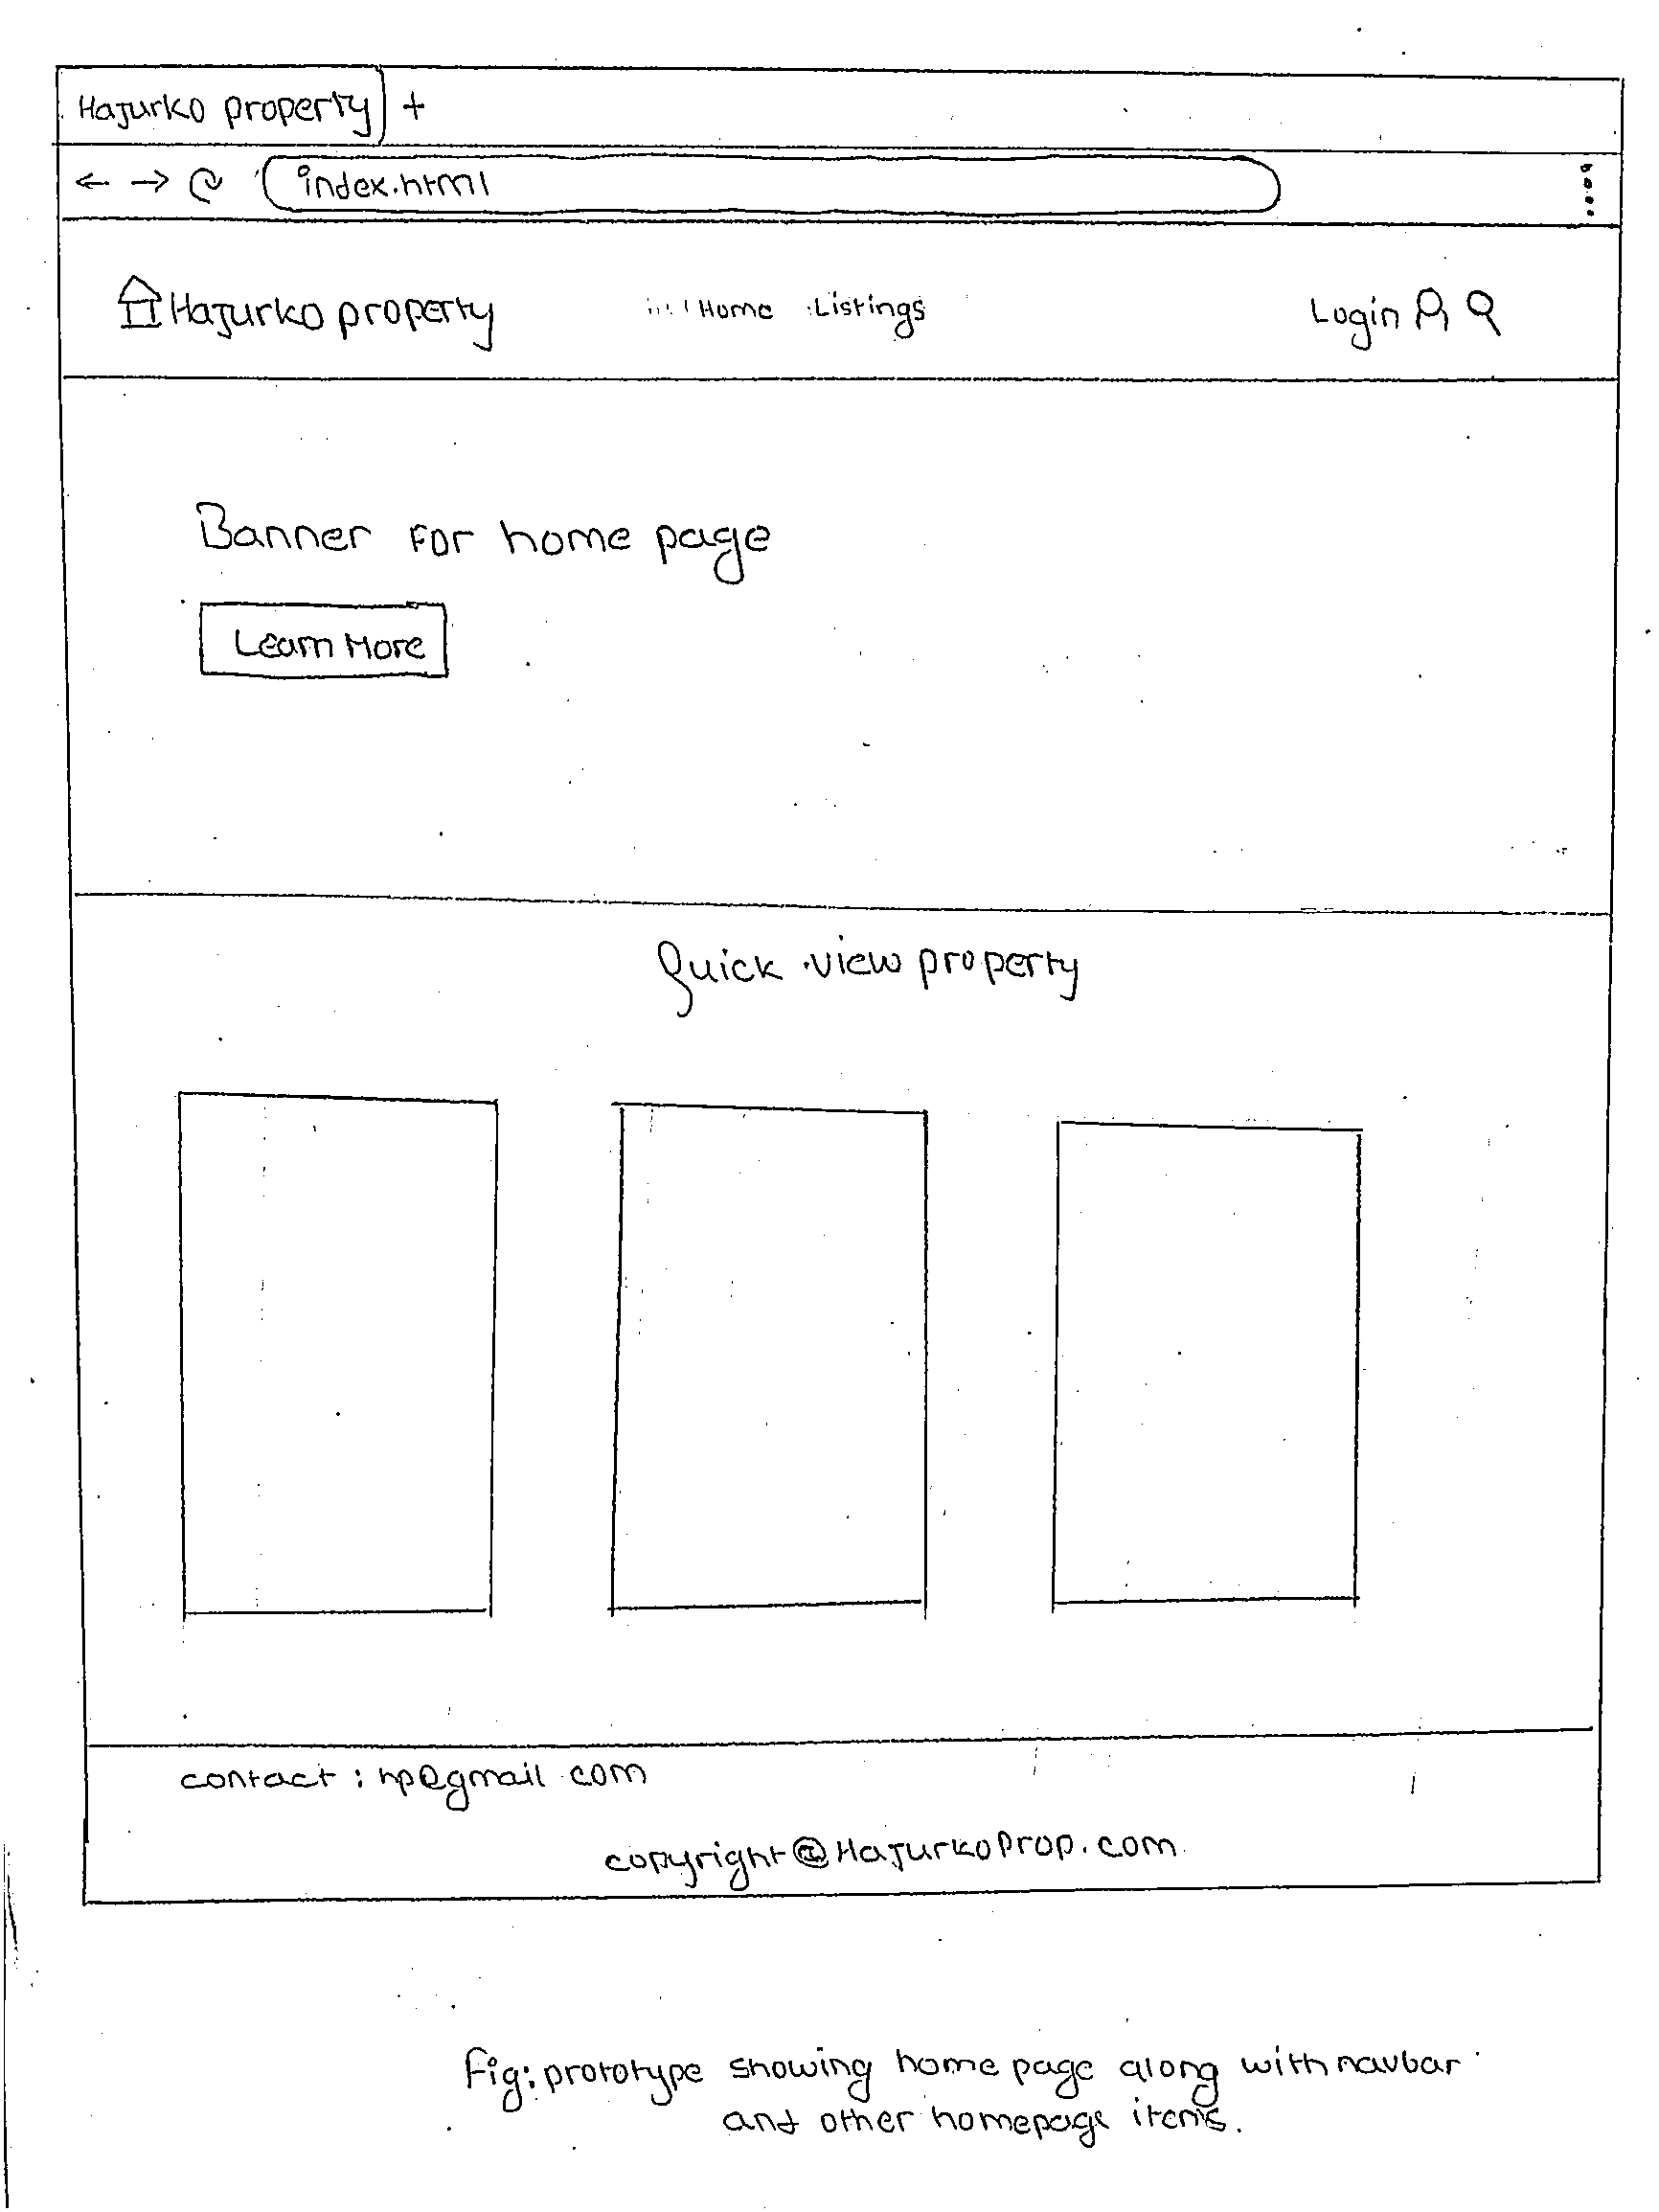 Hajurko property +
index.html
Hajurko property Home Listings Login
Banner for home page
Learn More
Quick view property
contact : hp@gmail.com
copyright@HajurkoProp.com
Fig: prototype showing home page along with navbar
and other homepage items.